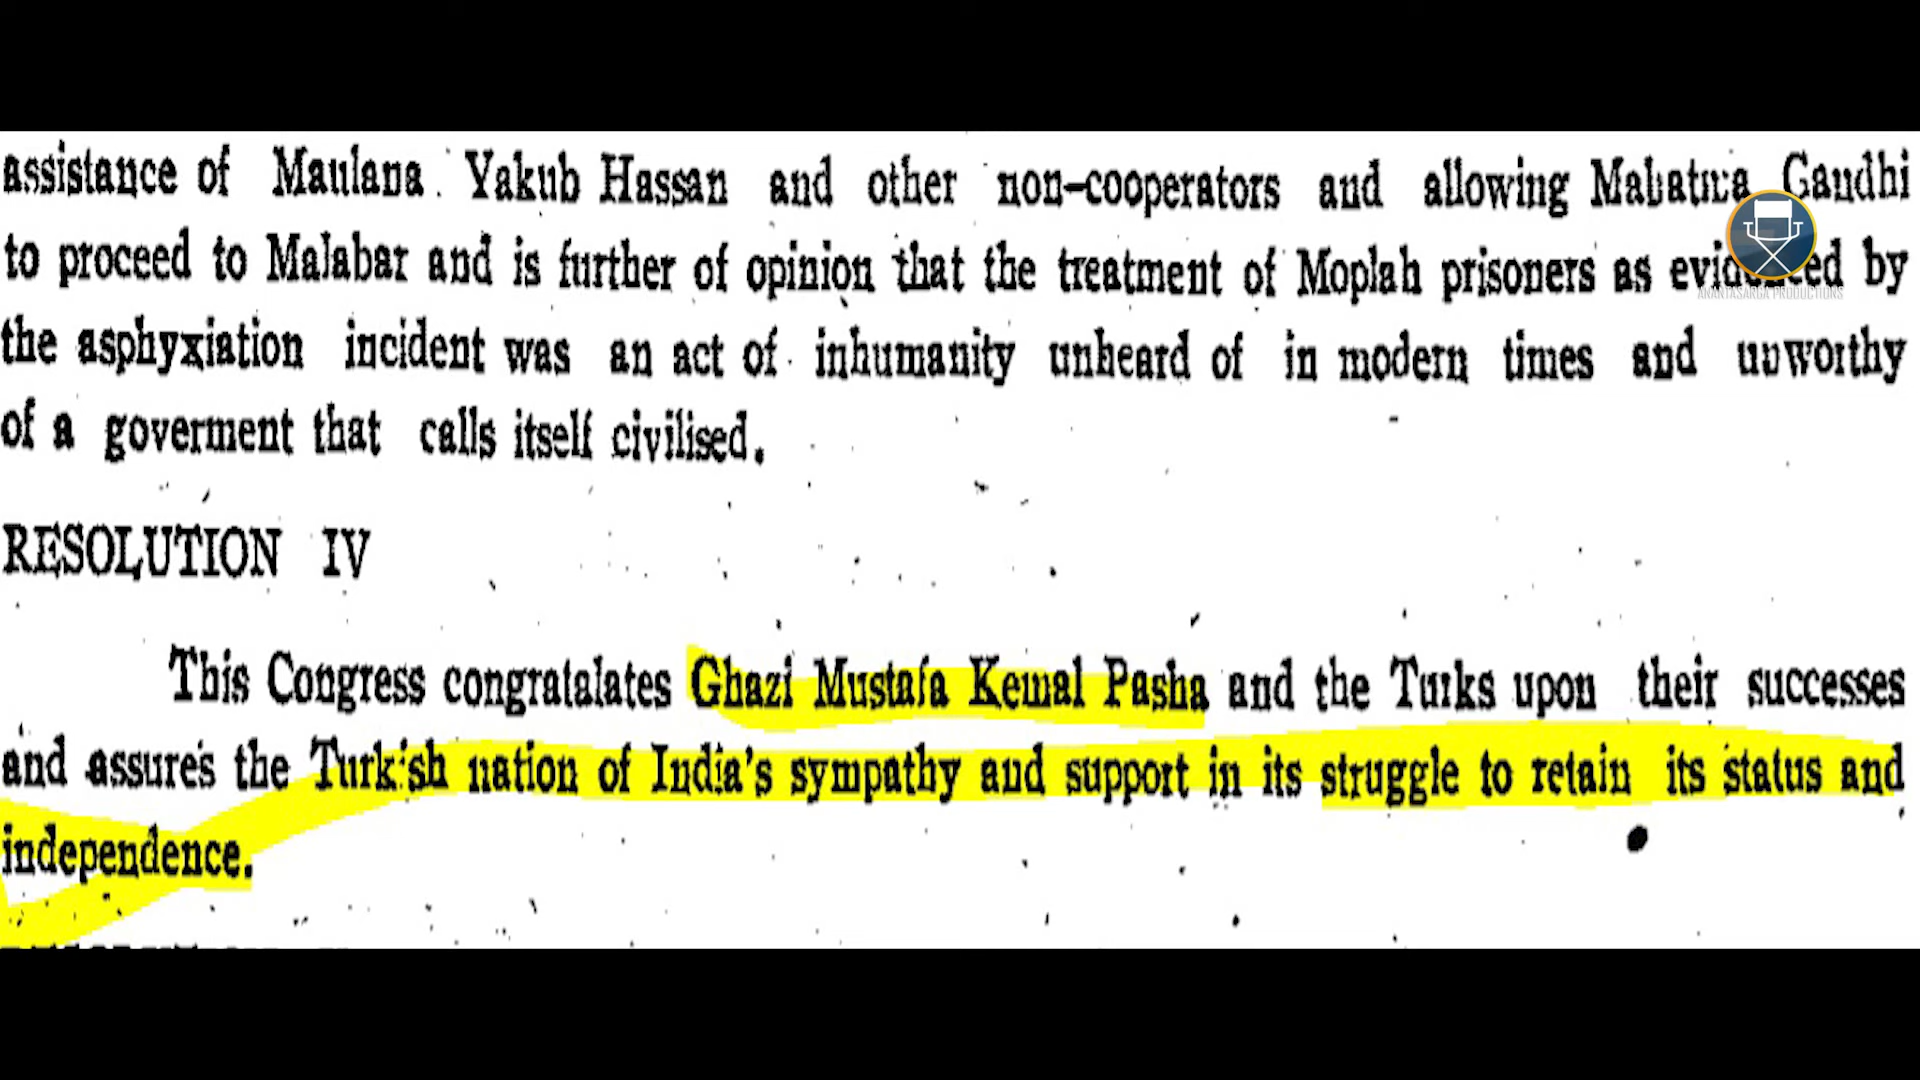 assistance of Maulana Yakub Hassan and other non-cooperators and allowing Mahatma Gandhi
to proceed to Malabar and is further of opinion that the treatment of Moplah prisoners as evidenced by
the asphyxiation incident was an act of inhumanity unheard of in modern times and unworthy
of a goverment that calls itself civilised.
RESOLUTION IV
This Congress congratalates Ghazi Mustafa Kemal Pasha and the Turks upon their successes
and assures the Turkish nation of India's sympathy and support in its struggle to retain its status and
independence.
ANANTASARGA PRODUCTIONS